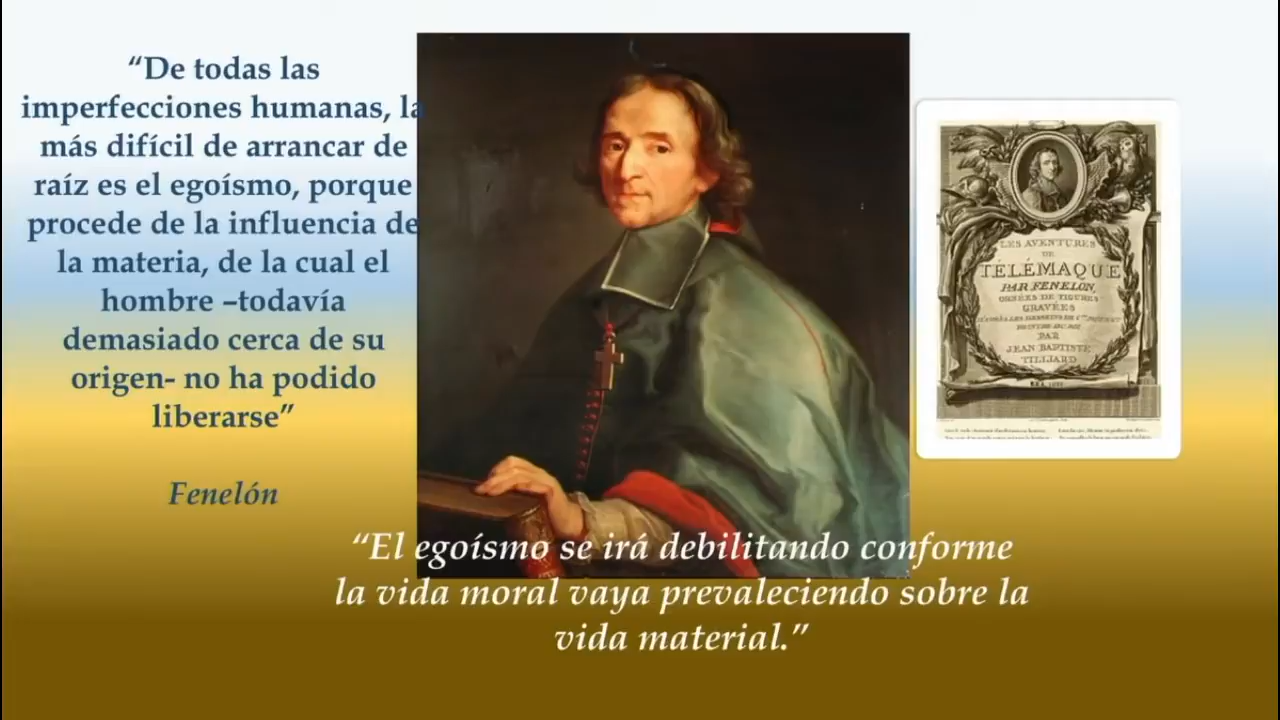 “De todas las
imperfecciones humanas, la
más difícil de arrancar de
raíz es el egoísmo, porque
procede de la influencia de
la materia, de la cual el
hombre –todavía
demasiado cerca de su
origen- no ha podido
liberarse”
Fenelón
“El egoísmo se irá debilitando conforme
la vida moral vaya prevaleciendo sobre la
vida material.”
LES AVENTURES
DE
TÉLÉMAQUE
PAR FENELON,
ORNÉES DE FIGURES
GRAVÉES
PAR
JEAN BAPTISTE
TILLIARD